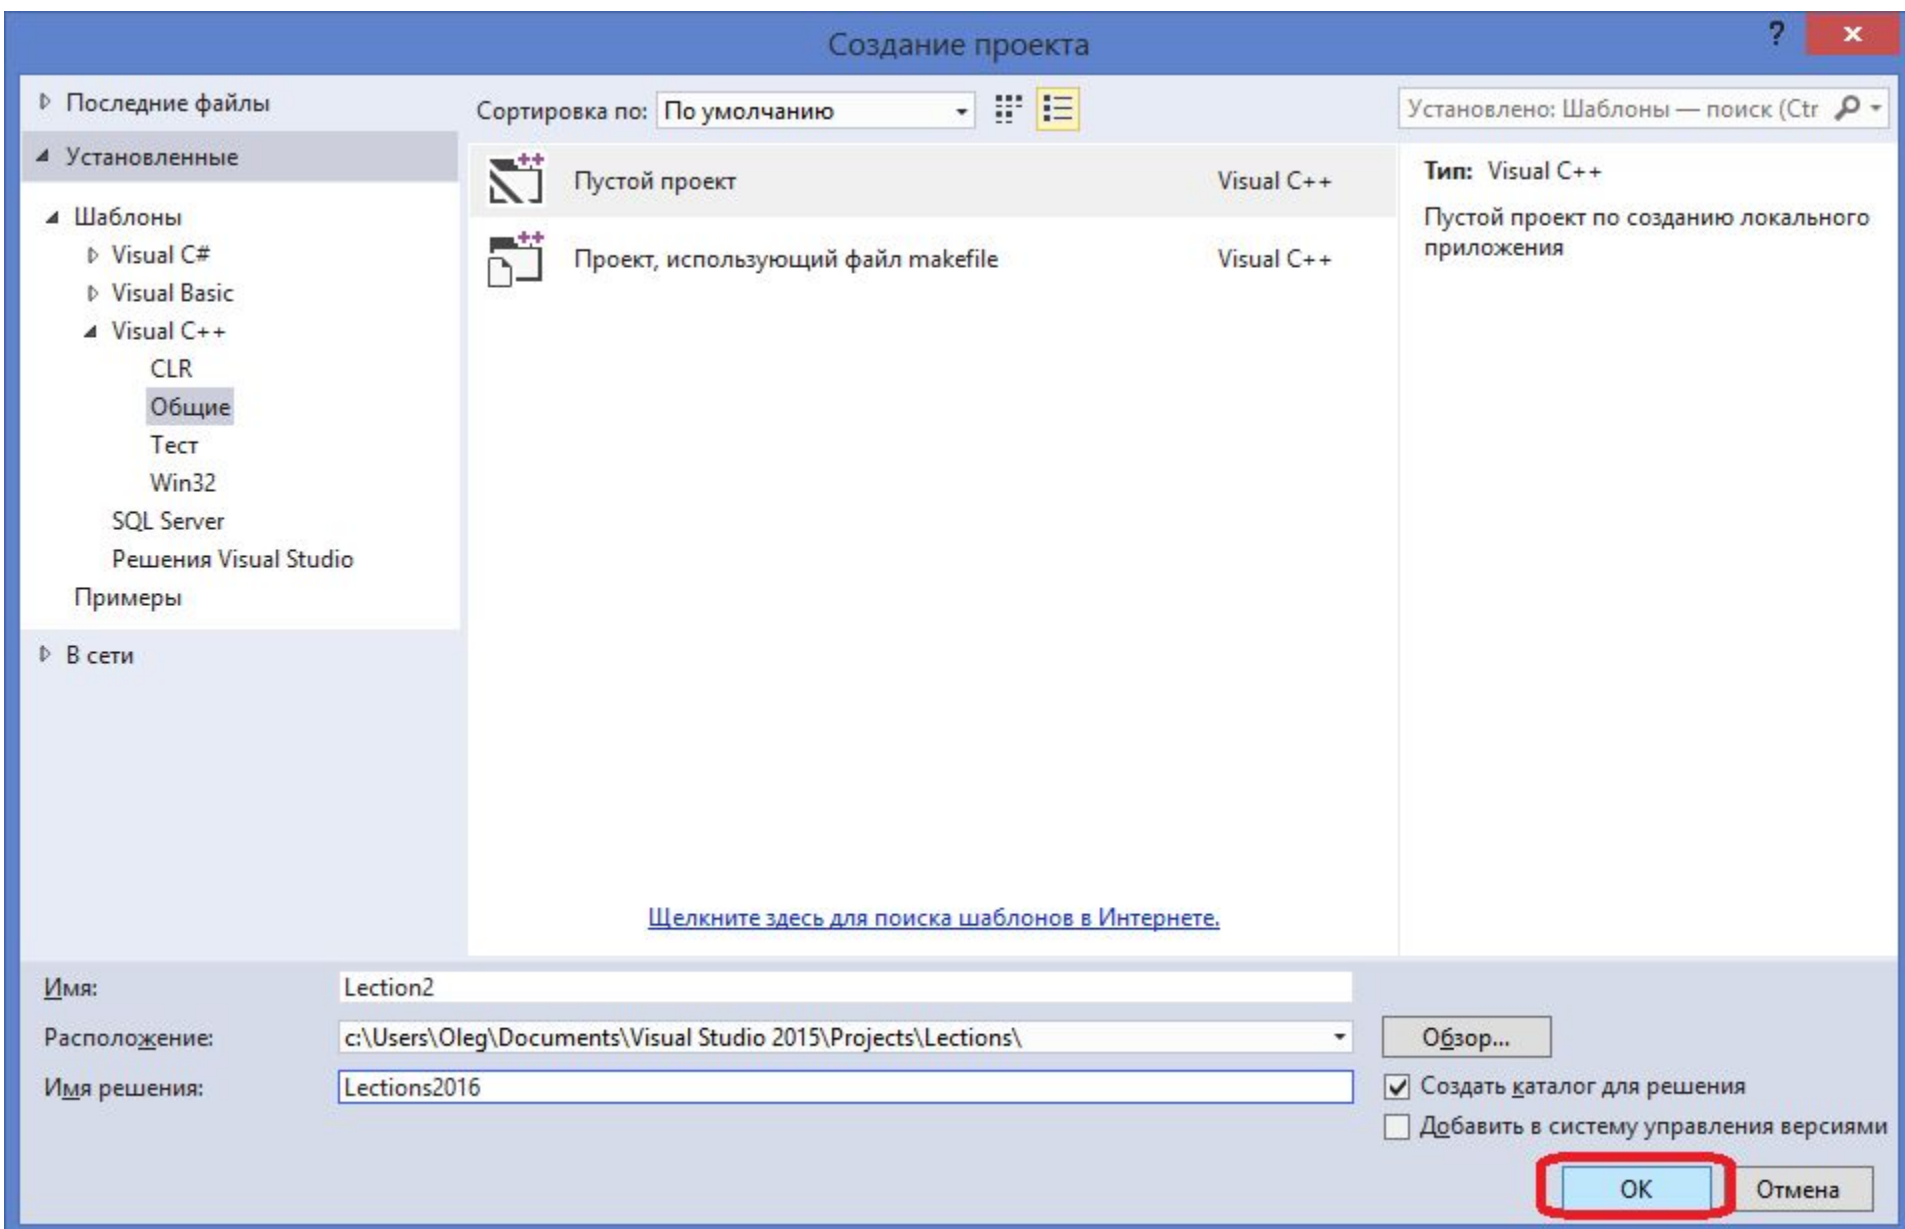 Создание проекта
?
Последние файлы
Установленные
Шаблоны
Visual C#
Visual Basic
Visual C++
CLR
Общие
Тест
Win32
SQL Server
Решения Visual Studio
Примеры
В сети
Сортировка по: По умолчанию
Пустой проект Visual C++
Проект, использующий файл makefile Visual C++
Щелкните здесь для поиска шаблонов в Интернете.
Установлено: Шаблоны — поиск (Ctr
Тип: Visual C++
Пустой проект по созданию локального
приложения
Имя: Lection2
Расположение: c:\Users\Oleg\Documents\Visual Studio 2015\Projects\Lections\ Обзор...
Имя решения: Lections2016
Создать каталог для решения
Добавить в систему управления версиями
ОК Отмена